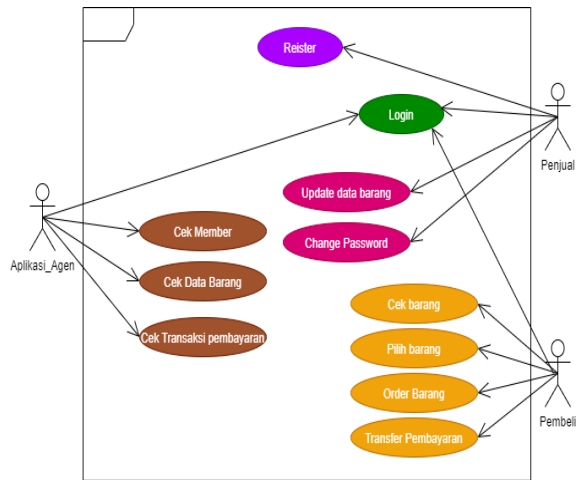 Reister
Login
Penjual
Update data barang
Change Password
Aplikasi_Agen
Cek Member
Cek Data Barang
Cek Transaksi pembayaran
Cek barang
Pilih barang
Order Barang
Transfer Pembayaran
Pembeli